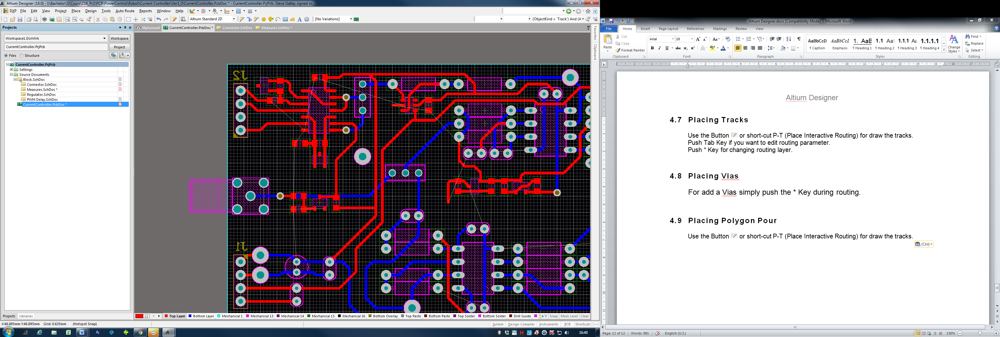 Altium Designer (16.0) - I:\Bachelor\SI\Cours\216_Pr2\PCB\PowerControl\Robot\Current Controller\Ver3_0\CurrentController.PcbDoc * - CurrentController.PrjPcb. Steve Gallay signed in.
DXP File Edit View Project Place Design Tools Auto Route Reports Window Help
Altium Standard 2D [No Variations] (ObjectKind = 'Track') And (A
Projects
MyAccount CurrentController.PcbDoc * Connector.SchDoc Measures.SchDoc *
Favorites
Clipboard
Workspace1.DsnWrk Workspace
CurrentController.PrjPcb Project
Files Structure
CurrentController.PrjPcb
Settings
Source Documents
Block.SchDoc
Connector.SchDoc
Measures.SchDoc *
Regulator.SchDoc
PWM Delay.SchDoc
CurrentController.PcbDoc *
J2
J1
Projects Libraries
LS Top Layer Bottom Layer Mechanical 1 Mechanical 13 Mechanical 14 Mechanical 15 Mechanical 16 Bottom Overlay Top Paste Bottom Paste Top Solder Bottom Solder Drill Guide Snap Mask Level Clear
X:48.895mm Y:48.895mm Grid: 0.635mm (Hotspot Snap)
System Design Compiler Instruments PCB Shortcuts >>
16:40
Altium Designer.docx [Compatibility Mode] - Microsoft Word
File Home Insert Page Layout References Mailings Review View
Paste
Cut
Copy
Format Painter
Clipboard
Arial 10
Font
Paragraph
AaBbCcD AaBbCcL 1. AaB 1.1 AaI 1.1.1 Aa 1.1.1.1
¶ Caption Emphasis ¶ Heading 1 ¶ Heading 2 ¶ Heading 3 ¶ Heading 4
Change Styles
Styles
Find
Replace
Select
Editing
Altium Designer
4.7 Placing Tracks
Use the Button or short-cut P-T (Place Interactive Routing) for draw the tracks.
Push Tab Key if you want to edit routing parameter.
Push * Key for changing routing layer.
4.8 Placing Vias
For add a Vias simply push the * Key during routing.
4.9 Placing Polygon Pour
Use the Button or short-cut P-T (Place Interactive Routing) for draw the tracks.
(Ctrl)
Page: 12 of 12 Words: 981 English (U.S.) 150%